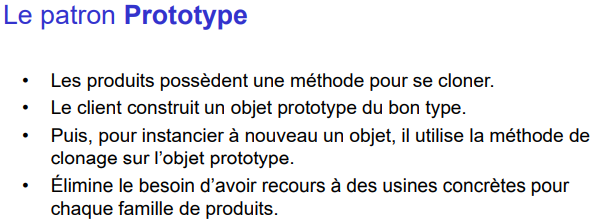 Le patron Prototype
• Les produits possèdent une méthode pour se cloner.
• Le client construit un objet prototype du bon type.
• Puis, pour instancier à nouveau un objet, il utilise la méthode de
clonage sur l’objet prototype.
• Élimine le besoin d’avoir recours à des usines concrètes pour
chaque famille de produits.